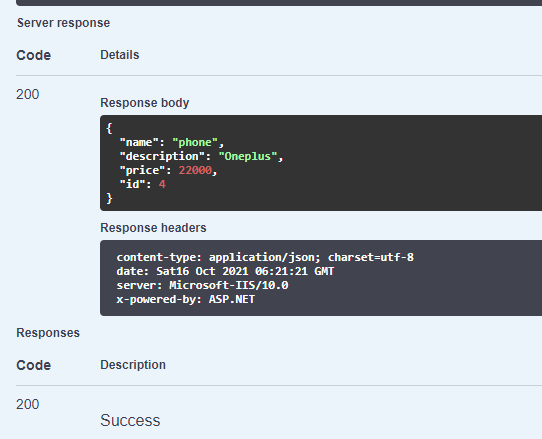 Server response
Code Details
200
Response body
{
"name": "phone",
"description": "Oneplus",
"price": 22000,
"id": 4
}
Response headers
content-type: application/json; charset=utf-8
date: Sat16 Oct 2021 06:21:21 GMT
server: Microsoft-IIS/10.0
x-powered-by: ASP.NET
Responses
Code Description
200
Success